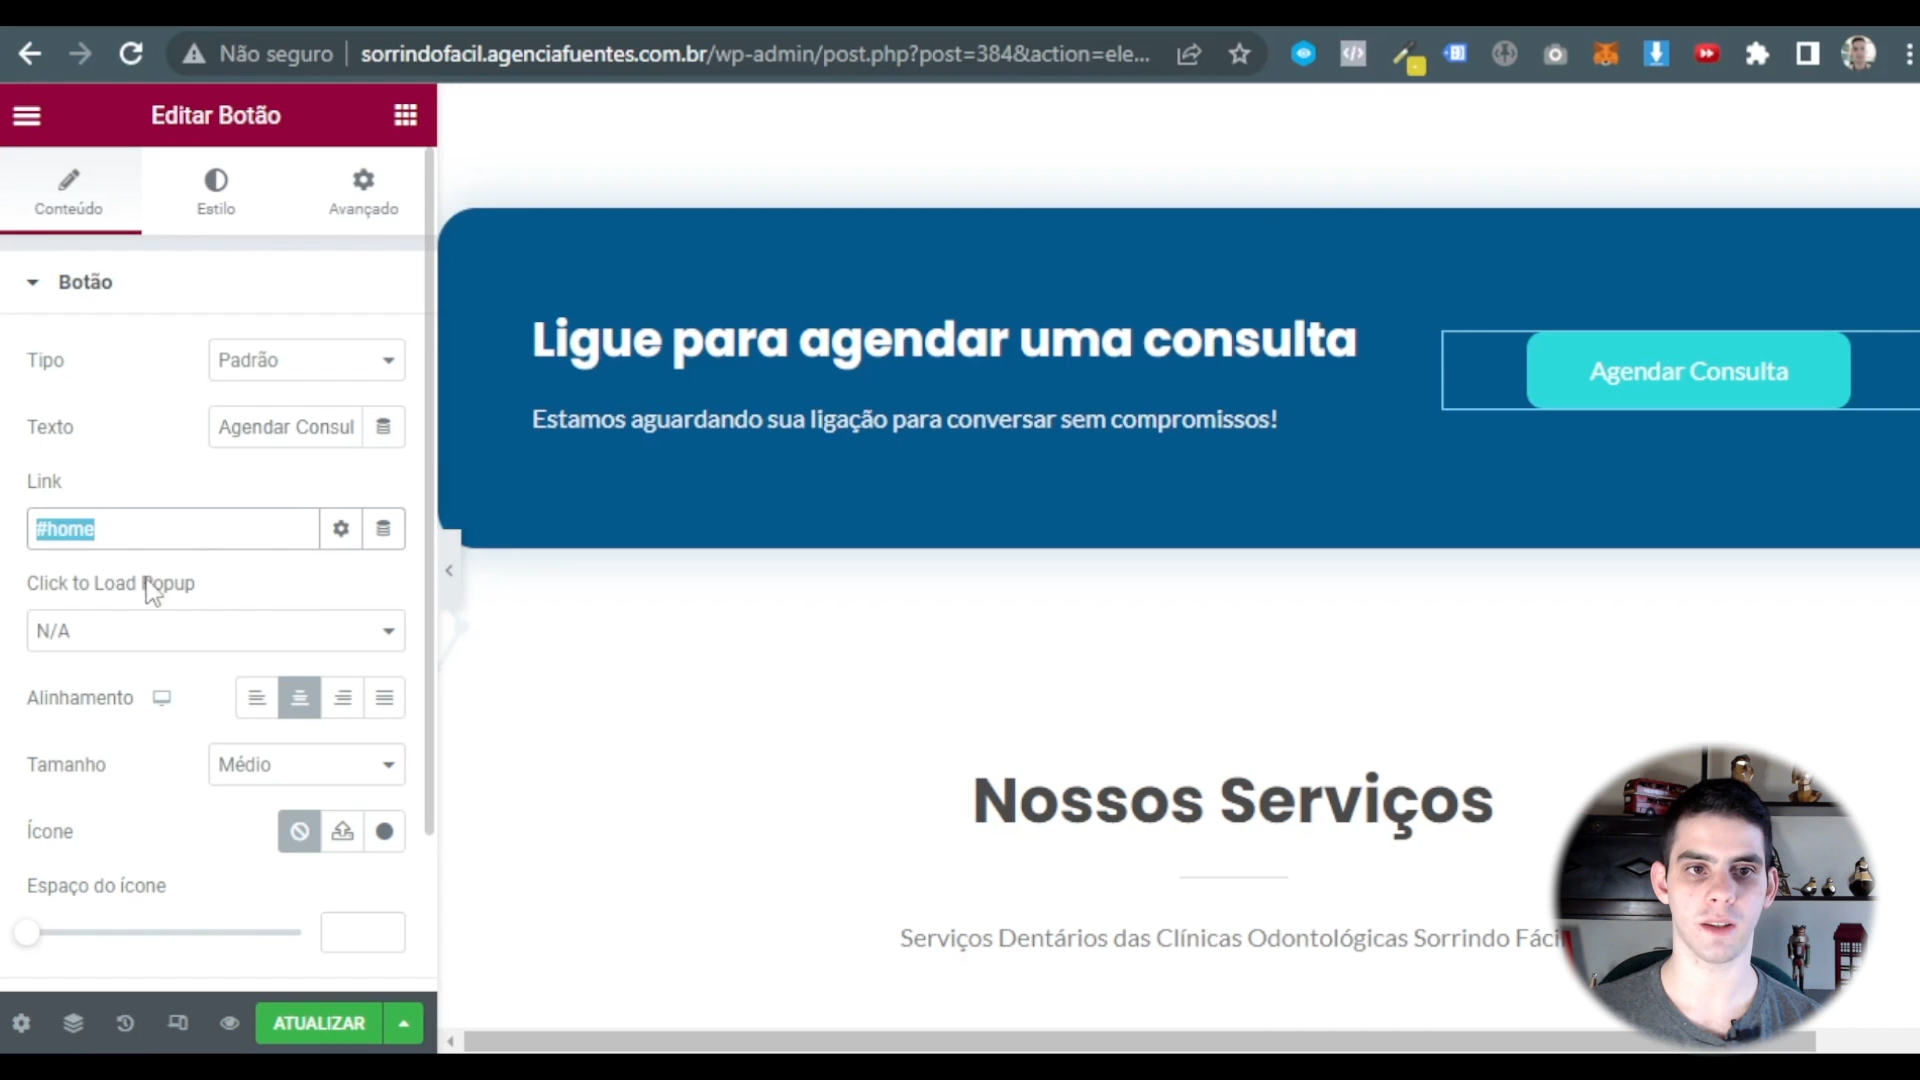 Não seguro
sorrindofacil.agenciafuentes.com.br/wp-admin/post.php?post=384&action=ele...
Editar Botão
Conteúdo
Estilo
Avançado
Botão
Tipo
Padrão
Texto
Agendar Consul
Link
#home
Click to Load Popup
N/A
Alinhamento
Tamanho
Médio
Ícone
Espaço do ícone
ATUALIZAR
Ligue para agendar uma consulta
Estamos aguardando sua ligação para conversar sem compromissos!
Agendar Consulta
Nossos Serviços
Serviços Dentários das Clínicas Odontológicas Sorrindo Fáci